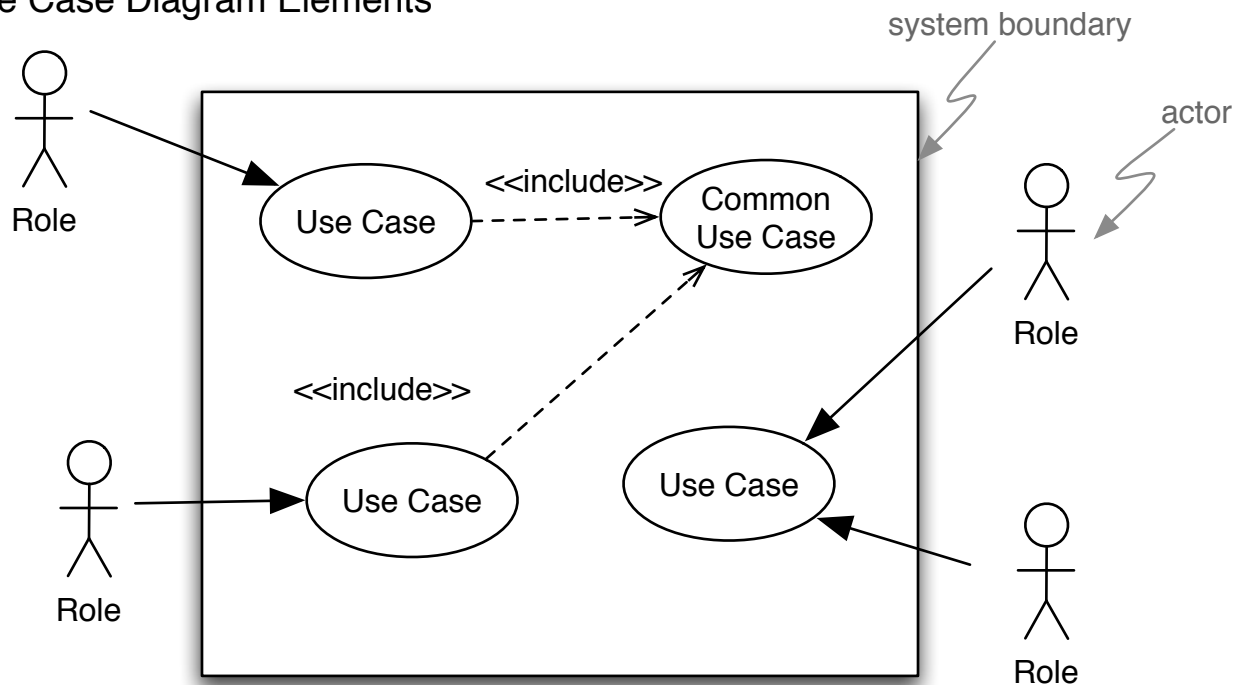 e Case Diagram Elements
system boundary
actor
Role
<<include>>
Use Case
Common
Use Case
Role
<<include>>
Use Case
Use Case
Role
Role